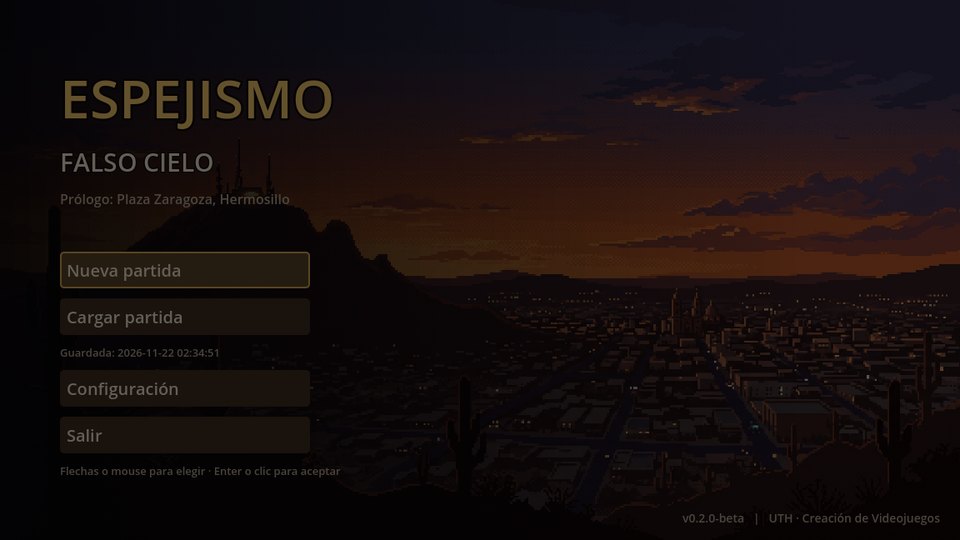 ESPEJISMO
FALSO CIELO
Prólogo: Plaza Zaragoza, Hermosillo
Nueva partida
Cargar partida
Guardada: 2026-11-22 02:34:51
Configuración
Salir
Flechas o mouse para elegir · Enter o clic para aceptar
v0.2.0-beta | UTH · Creación de Videojuegos